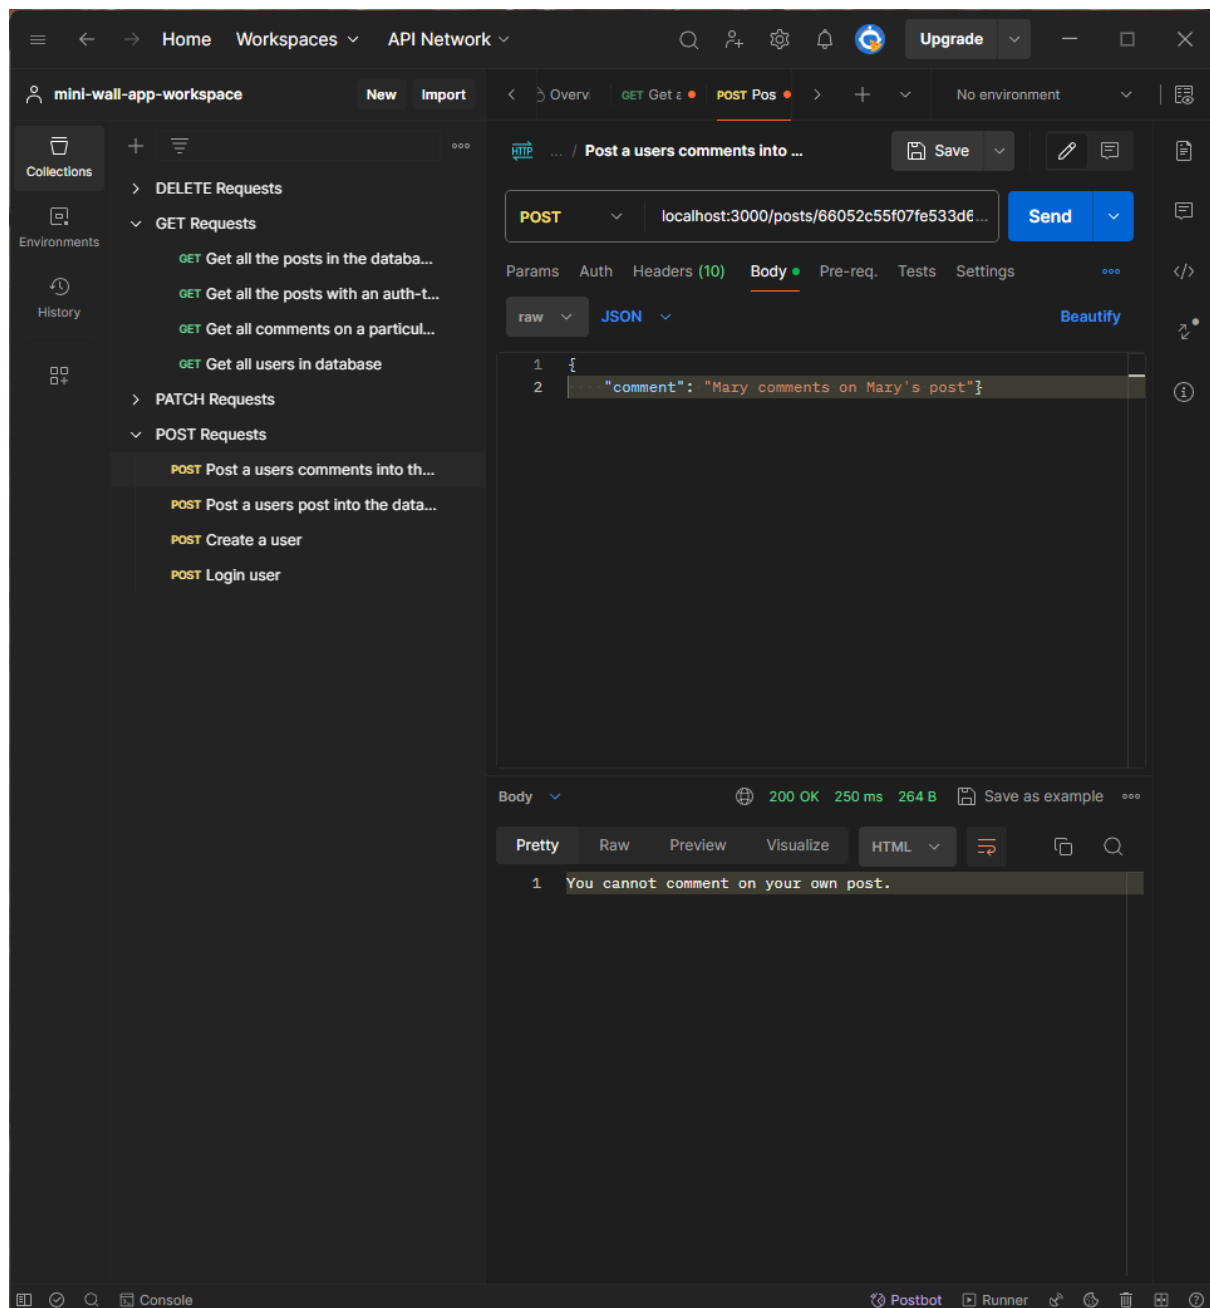 Home Workspaces API Network Upgrade
mini-wall-app-workspace New Import
Overvi GET Get a POST Pos No environment
Collections
Environments
History
DELETE Requests
GET Requests
GET Get all the posts in the databa...
GET Get all the posts with an auth-t...
GET Get all comments on a particul...
GET Get all users in database
PATCH Requests
POST Requests
POST Post a users comments into th...
POST Post a users post into the data...
POST Create a user
POST Login user
HTTP ... / Post a users comments into ... Save
POST localhost:3000/posts/66052c55f07fe533d6... Send
Params Auth Headers (10) Body Pre-req. Tests Settings
raw JSON Beautify
1 {
2 "comment": "Mary comments on Mary's post"}
Body 200 OK 250 ms 264 B Save as example
Pretty Raw Preview Visualize HTML
1 You cannot comment on your own post.
Console Postbot Runner